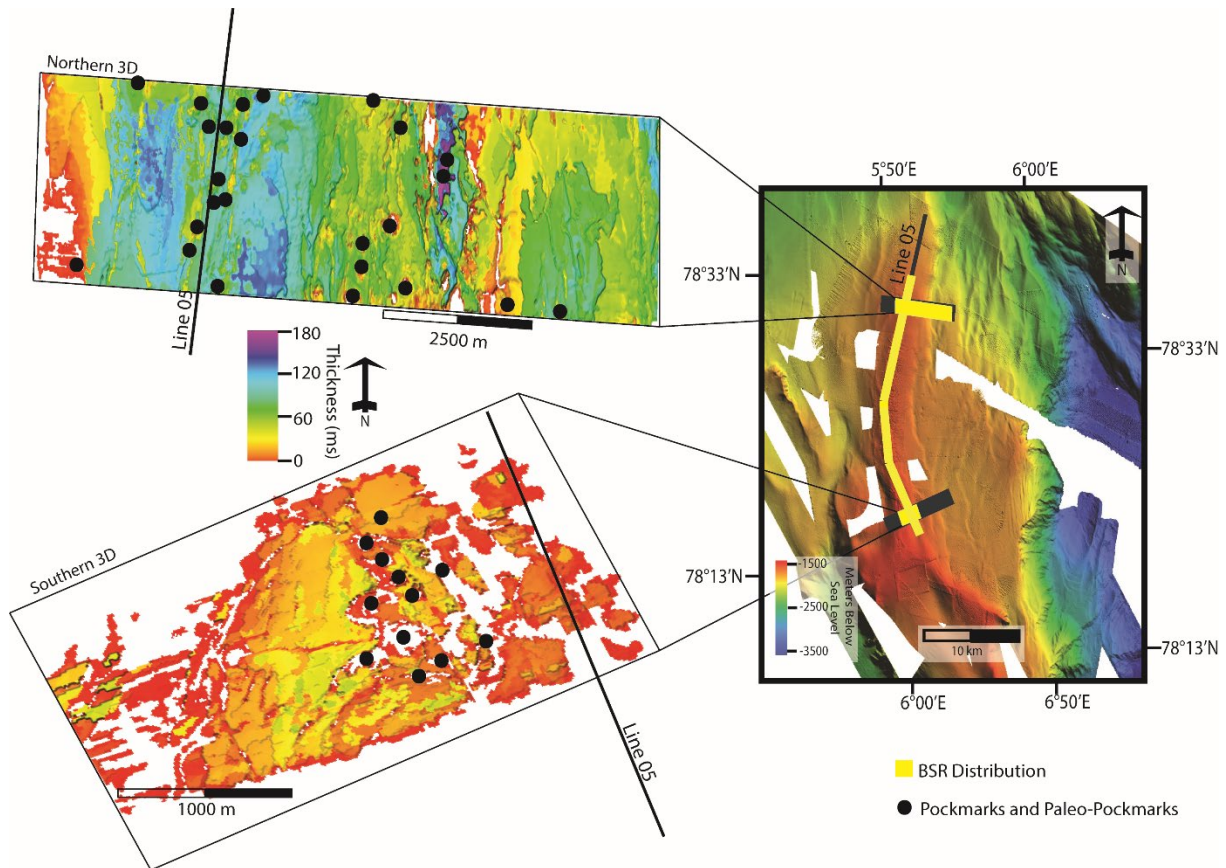 Northern 3D
Line 05
2500 m
Thickness (ms)
180
120
60
0
N
Southern 3D
Line 05
1000 m
5°50′E
6°00′E
N
Line 05
78°33′N
78°33′N
78°13′N
78°13′N
Meters Below
Sea Level
-1500
-2500
-3500
10 km
6°00′E
6°50′E
BSR Distribution
Pockmarks and Paleo-Pockmarks